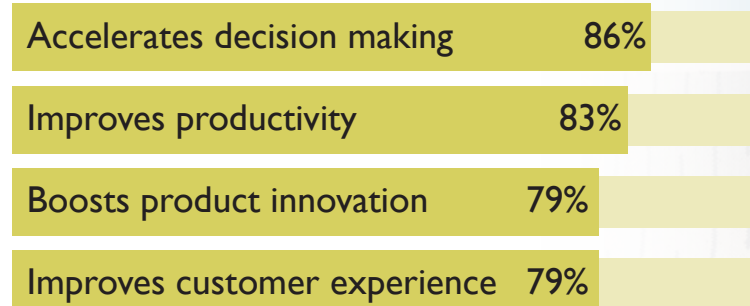 Accelerates decision making 86%
Improves productivity 83%
Boosts product innovation 79%
Improves customer experience 79%